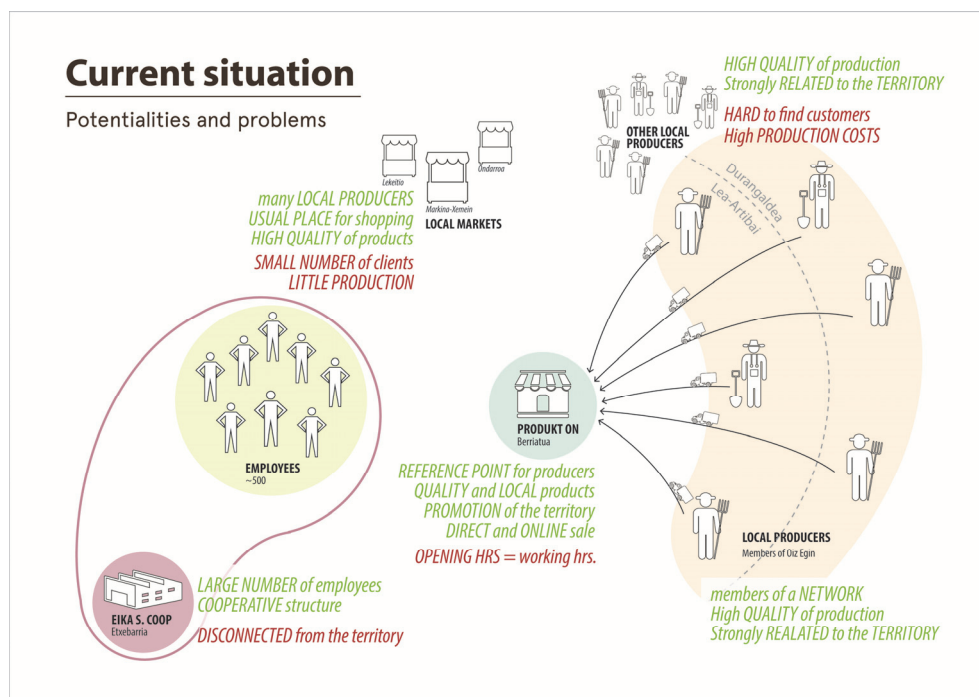 Current situation
Potentialities and problems
Lekeitio
Ondarroa
Markina-Xemein
LOCAL MARKETS
many LOCAL PRODUCERS
USUAL PLACE for shopping
HIGH QUALITY of products
SMALL NUMBER of clients
LITTLE PRODUCTION
HIGH QUALITY of production
Strongly RELATED to the TERRITORY
HARD to find customers
High PRODUCTION COSTS
OTHER LOCAL
PRODUCERS
Durangaldea
Lea-Artibai
EMPLOYEES
~500
PRODUKT ON
Berriatua
REFERENCE POINT for producers
QUALITY and LOCAL products
PROMOTION of the territory
DIRECT and ONLINE sale
OPENING HRS = working hrs.
LOCAL PRODUCERS
Members of Oiz Egin
members of a NETWORK
High QUALITY of production
Strongly REALATED to the TERRITORY
EIKA S. COOP
Etxebarria
LARGE NUMBER of employees
COOPERATIVE structure
DISCONNECTED from the territory